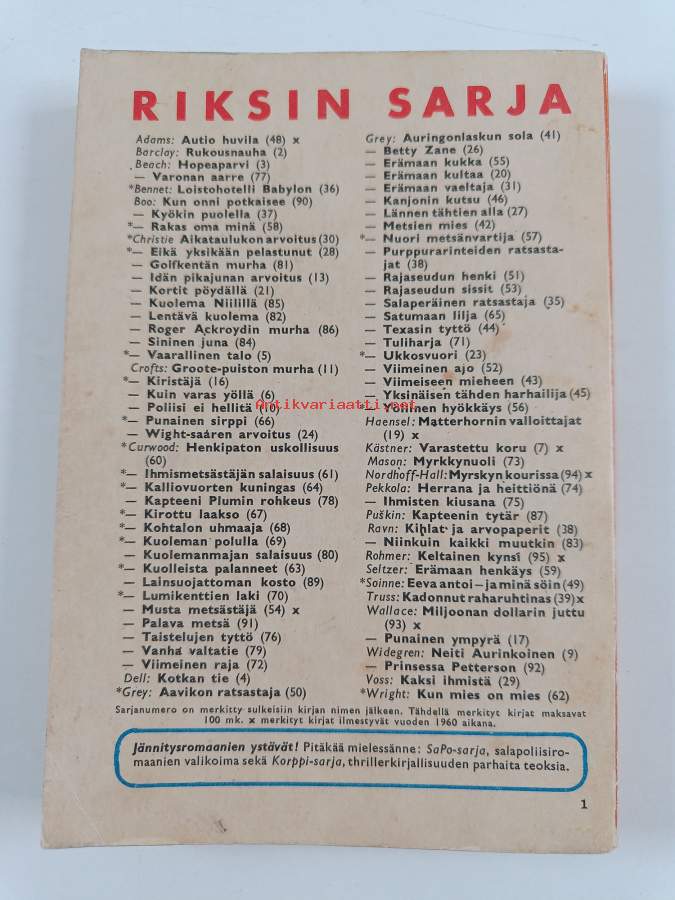 RIKSIN SARJA
Adams: Autio huvila (48) x
Barclay: Rukousnauha (2)
Beach: Hopeaparvi (3)
— Varonan aarre (77)
*Bennet: Loistohotelli Babylon (36)
Boo: Kun onni potkaisee (90)
— Kyökin puolella (37)
*— Rakas oma minä (58)
*Christie Aikataulukon arvoitus (30)
*— Eikä yksikään pelastunut (28)
— Golfkentän murha (81)
— Idän pikajunan arvoitus (13)
— Kortit pöydällä (21)
— Kuolema Niilillä (85)
— Lentävä kuolema (82)
— Roger Ackroydin murha (86)
— Sininen juna (84)
*— Vaarallinen talo (5)
Crofts: Groote-puiston murha (11)
*— Kiristäjä (16)
— Kuin varas yöllä (6)
— Poliisi ei hellitä (10)
*— Punainen sirppi (66)
— Wight-saaren arvoitus (24)
*Curwood: Henkipaton uskollisuus
(60)
*— Ihmismetsästäjän salaisuus (61)
*— Kalliovuorten kuningas (64)
— Kapteeni Plumin rohkeus (78)
*— Kirottu laakso (67)
*— Kohtalon uhmaaja (68)
*— Kuoleman polulla (69)
— Kuolemanmajan salaisuus (80)
*— Kuolleista palanneet (63)
— Lainsuojattoman kosto (89)
*— Lumikenttien laki (70)
— Musta metsästäjä (54) x
— Palava metsä (91)
— Taistelujen tyttö (76)
— Vanha valtatie (79)
— Viimeinen raja (72)
Dell: Kotkan tie (4)
*Grey: Aavikon ratsastaja (50)
Grey: Auringonlaskun sola (41)
— Betty Zane (26)
— Erämaan kukka (55)
— Erämaan kultaa (20)
— Erämaan vaeltaja (31)
— Kanjonin kutsu (46)
— Lännen tähtien alla (27)
— Metsien mies (42)
*— Nuori metsänvartija (57)
— Purppurarinteiden ratsasta-
jat (38)
— Rajaseudun henki (51)
— Rajaseudun sissit (53)
— Salaperäinen ratsastaja (35)
— Satumaan lilja (65)
— Texasin tyttö (44)
— Tuliharja (71)
*— Ukkosvuori (23)
— Viimeinen ajo (52)
— Viimeiseen mieheen (43)
— Yksinäisen tähden harhailija (45)
*— Yöllinen hyökkäys (56)
Haensel: Matterhornin valloittajat
(19) x
Kästner: Varastettu koru (7) x
Mason: Myrkkynuoli (73)
Nordhoff-Hall: Myrskyn kourissa (94) x
Pekkola: Herrana ja heittiönä (74)
— Ihmisten kiusana (75)
Puškin: Kapteenin tytär (87)
Ravn: Kihlat ja arvopaperit (38)
— Niinkuin kaikki muutkin (83)
Rohmer: Keltainen kynsi (95) x
Seltzer: Erämaan henkäys (59)
*Soinne: Eeva antoi – ja minä söin (49)
Truss: Kadonnut raharuhtinas (39) x
Wallace: Miljoonan dollarin juttu
(93) x
— Punainen ympyrä (17)
Widegren: Neiti Aurinkoinen (9)
— Prinsessa Petterson (92)
Voss: Kaksi ihmistä (29)
*Wright: Kun mies on mies (62)
Sarjanumero on merkitty sulkeisiin kirjan nimen jälkeen. Tähdellä merkityt kirjat maksavat
100 mk. x merkityt kirjat ilmestyvät vuoden 1960 aikana.
Jännitysromaanien ystävät! Pitäkää mielessänne: SaPo-sarja, salapoliisiro-
maanien valikoima sekä Korppi-sarja, thrillerkirjallisuuden parhaita teoksia.
1
Antikvariaatti.net